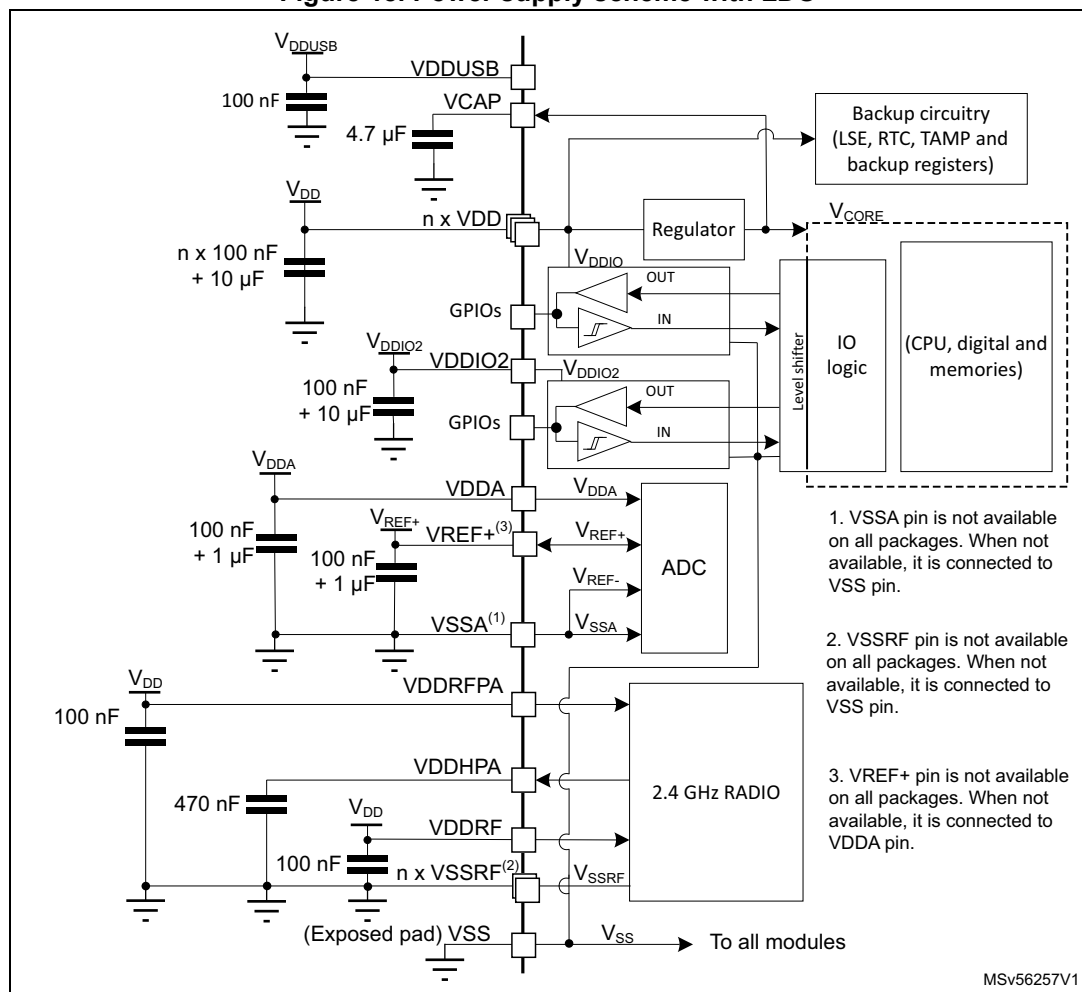 VDDUSB
VDDUSB
100 nF
VCAP
4.7 µF
Backup circuitry
(LSE, RTC, TAMP and
backup registers)
VDD
n x VDD
n x 100 nF
+ 10 µF
Regulator
VCORE
VDDIO
OUT
IN
GPIOs
Level shifter
IO
logic
(CPU, digital and
memories)
VDDIO2
VDDIO2
100 nF
+ 10 µF
VDDIO2
OUT
IN
GPIOs
VDDA
VDDA
VDDA
100 nF
+ 1 µF
VREF+
VREF+(3)
VREF+
100 nF
+ 1 µF
VREF-
ADC
VSSA(1)
VSSA
1. VSSA pin is not available
on all packages. When not
available, it is connected to
VSS pin.
2. VSSRF pin is not available
on all packages. When not
available, it is connected to
VSS pin.
3. VREF+ pin is not available
on all packages. When not
available, it is connected to
VDDA pin.
VDD
VDDRFPA
100 nF
VDDHPA
470 nF
2.4 GHz RADIO
VDD
VDDRF
100 nF
n x VSSRF(2)
VSSRF
(Exposed pad) VSS
VSS
To all modules
MSv56257V1